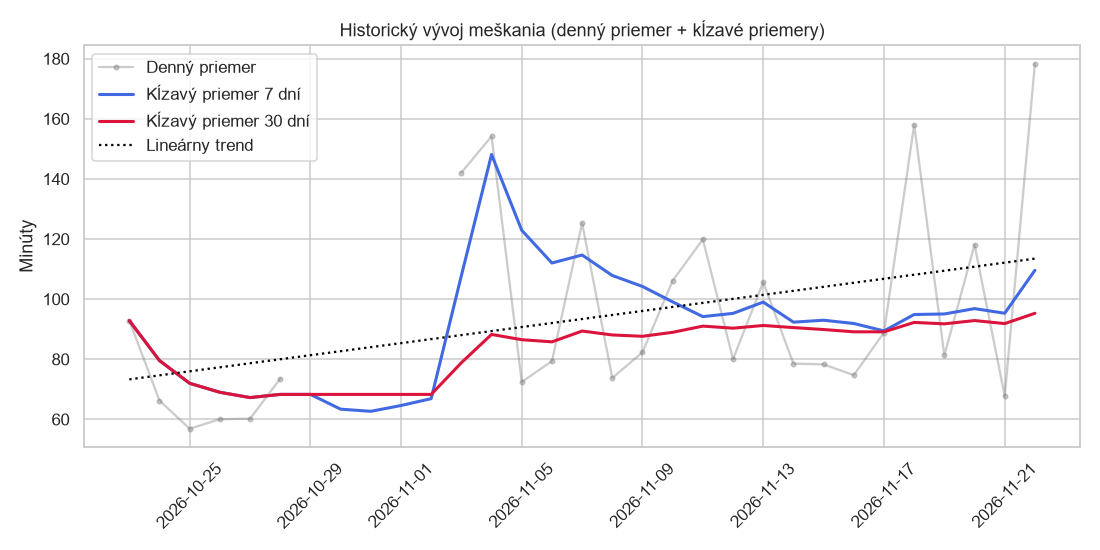 Historický vývoj meškania (denný priemer + kĺzavé priemery)
Minúty
180
160
140
120
100
80
60
Denný priemer
Kĺzavý priemer 7 dní
Kĺzavý priemer 30 dní
Lineárny trend
2026-10-25
2026-10-29
2026-11-01
2026-11-05
2026-11-09
2026-11-13
2026-11-17
2026-11-21